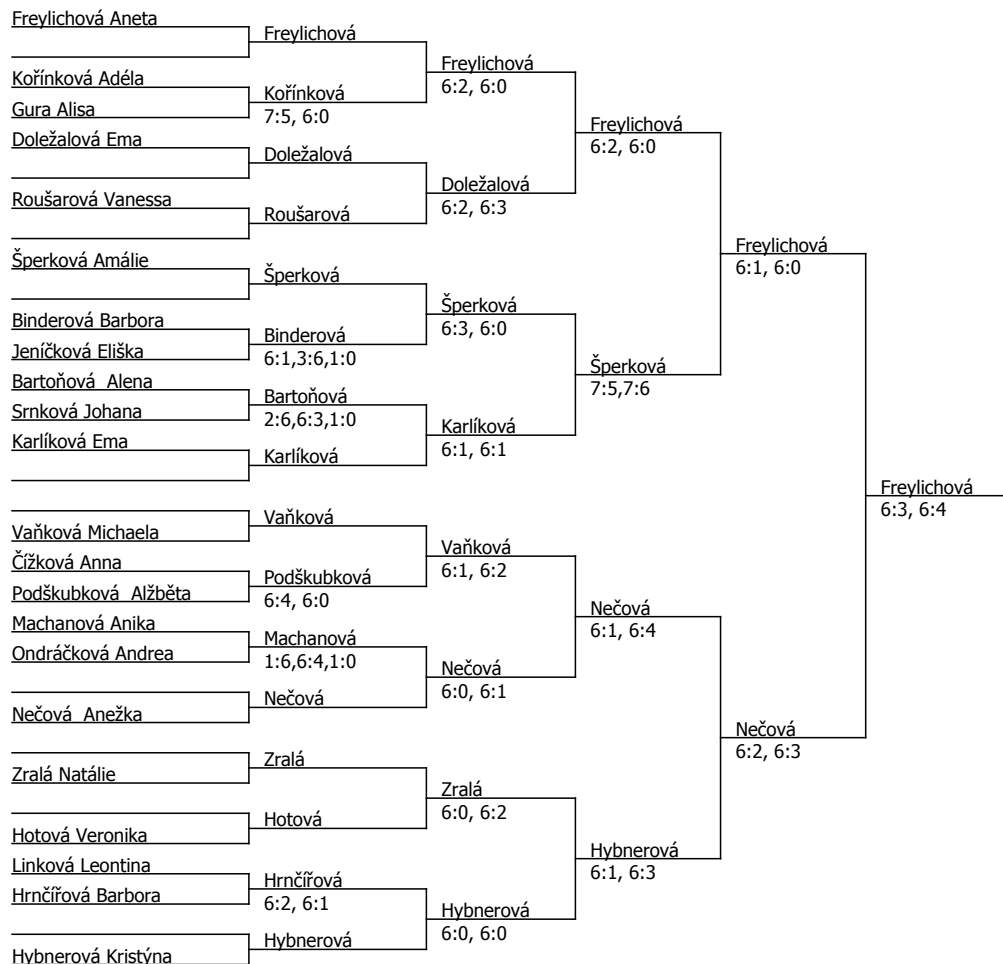 Freylichová Aneta
Kořínková Adéla
Gura Alisa
Doležalová Ema
Roušarová Vanessa
Šperková Amálie
Binderová Barbora
Jeníčková Eliška
Bartoňová  Alena
Srnková Johana
Karlíková Ema
Vaňková Michaela
Čížková Anna
Podškubková  Alžběta
Machanová Anika
Ondráčková Andrea
Nečová  Anežka
Zralá Natálie
Hotová Veronika
Linková Leontina
Hrnčířová Barbora
Hybnerová Kristýna
Freylichová
Kořínková
7:5, 6:0
Doležalová
Roušarová
Šperková
Binderová
6:1,3:6,1:0
Bartoňová
2:6,6:3,1:0
Karlíková
Vaňková
Podškubková
6:4, 6:0
Machanová
1:6,6:4,1:0
Nečová
Zralá
Hotová
Hrnčířová
6:2, 6:1
Hybnerová
Freylichová
6:2, 6:0
Doležalová
6:2, 6:3
Šperková
6:3, 6:0
Karlíková
6:1, 6:1
Vaňková
6:1, 6:2
Nečová
6:0, 6:1
Zralá
6:0, 6:2
Hybnerová
6:0, 6:0
Freylichová
6:2, 6:0
Šperková
7:5,7:6
Nečová
6:1, 6:4
Hybnerová
6:1, 6:3
Freylichová
6:1, 6:0
Nečová
6:2, 6:3
Freylichová
6:3, 6:4